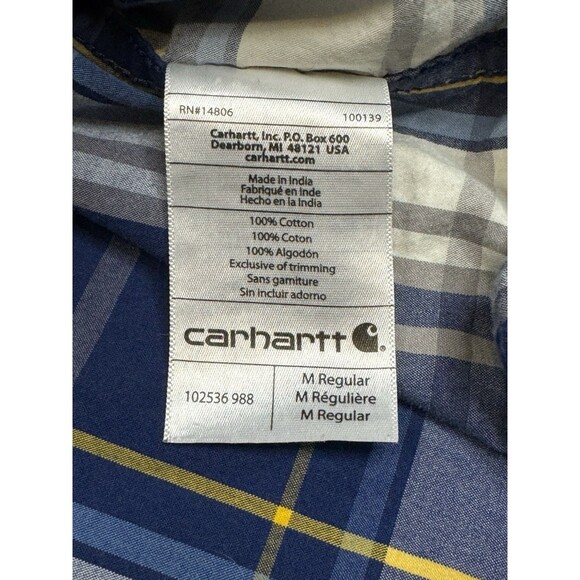 RN#14806 100139
Carhartt, Inc. P.O. Box 600
Dearborn, MI 48121 USA
carhartt.com
Made in India
Fabriqué en Inde
Hecho en la India
100% Cotton
100% Coton
100% Algodón
Exclusive of trimming
Sans garniture
Sin incluir adorno
carhartt
102536 988
M Regular
M Régulière
M Regular